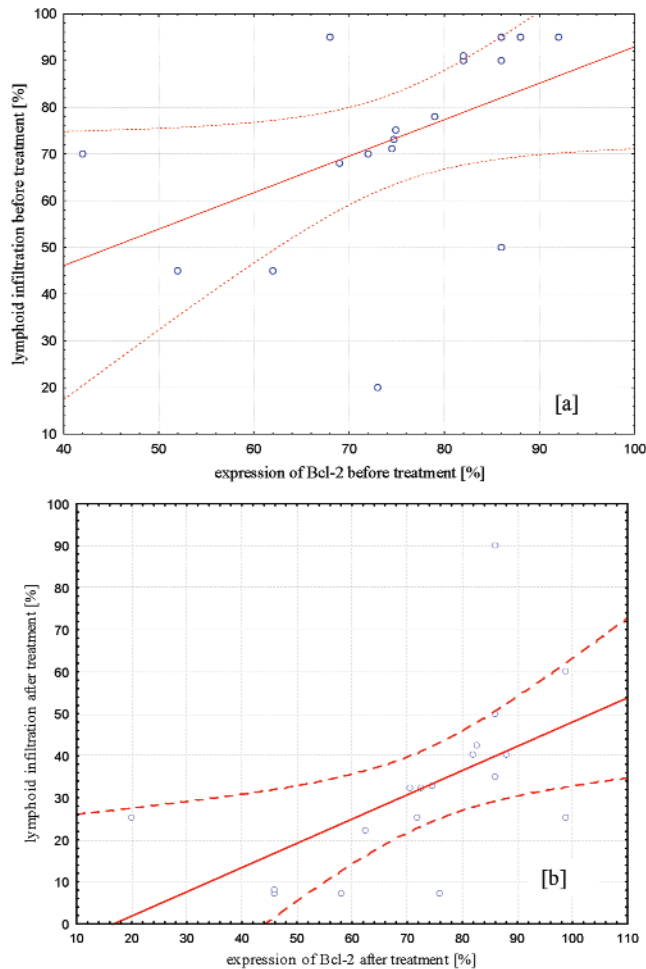 100
90
80
70
60
50
40
30
20
10
lymphoid infiltration before treatment [%]
[a]
40 50 60 70 80 90 100
expression of Bcl-2 before treatment [%]
100
90
80
70
60
50
40
30
20
10
0
lymphoid infiltration after treatment [%]
[b]
10 20 30 40 50 60 70 80 90 100 110
expression of Bcl-2 after treatment [%]